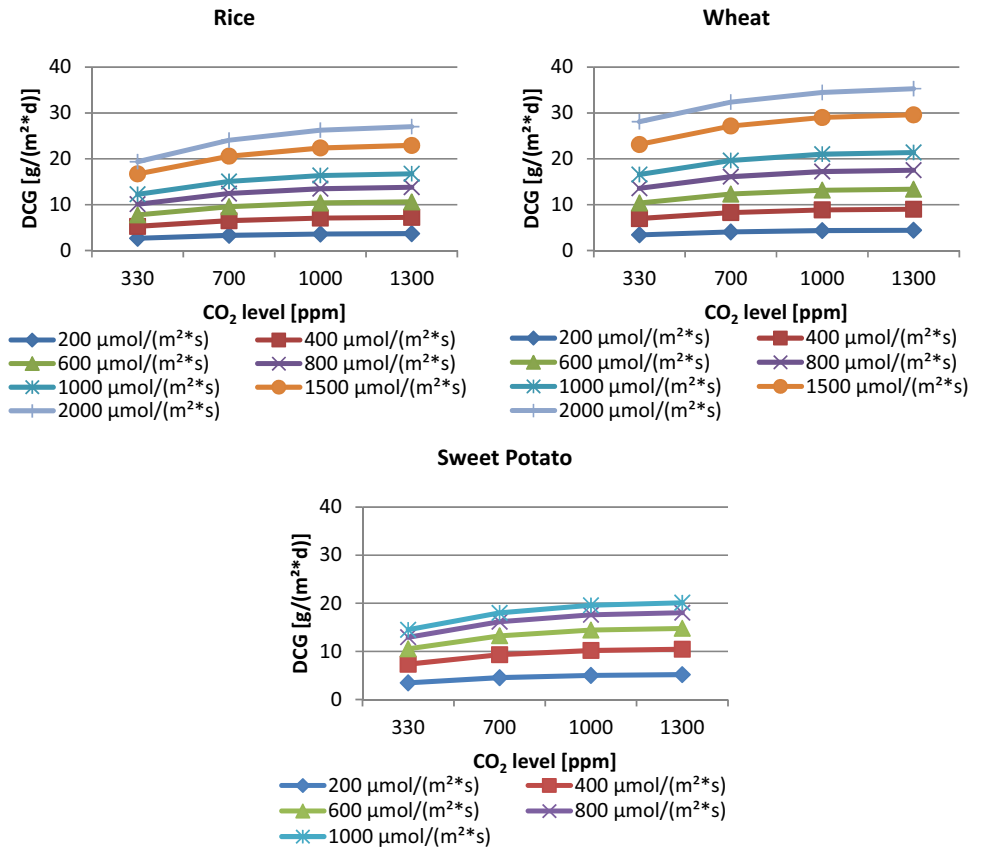 Rice
DCG [g/(m²*d)]
40
30
20
10
0
330 700 1000 1300
CO₂ level [ppm]
200 µmol/(m²*s) 400 µmol/(m²*s)
600 µmol/(m²*s) 800 µmol/(m²*s)
1000 µmol/(m²*s) 1500 µmol/(m²*s)
2000 µmol/(m²*s)
Wheat
DCG [g/(m²*d)]
40
30
20
10
0
330 700 1000 1300
CO₂ level [ppm]
200 µmol/(m²*s) 400 µmol/(m²*s)
600 µmol/(m²*s) 800 µmol/(m²*s)
1000 µmol/(m²*s) 1500 µmol/(m²*s)
2000 µmol/(m²*s)
Sweet Potato
DCG [g/(m²*d)]
40
30
20
10
0
330 700 1000 1300
CO₂ level [ppm]
200 µmol/(m²*s) 400 µmol/(m²*s)
600 µmol/(m²*s) 800 µmol/(m²*s)
1000 µmol/(m²*s)